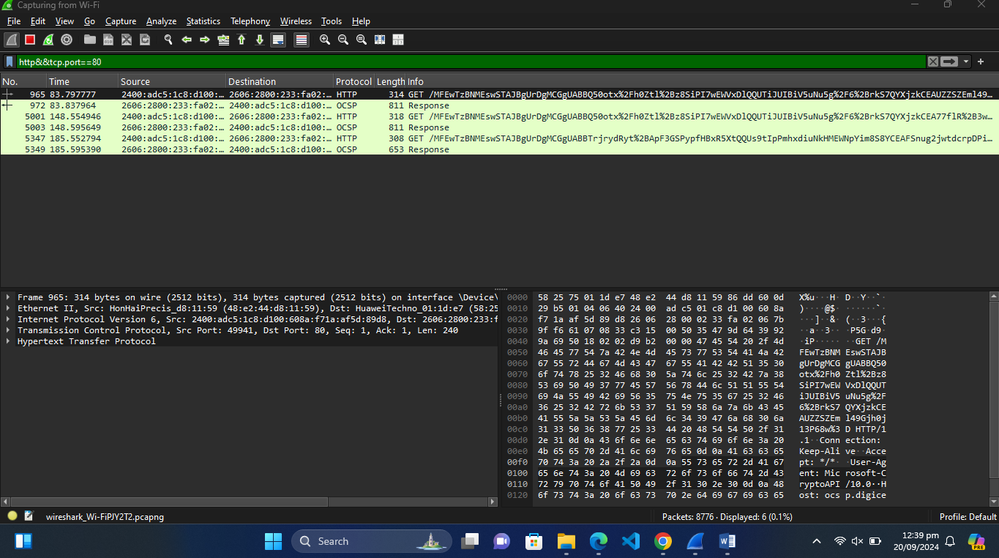 Capturing from Wi-Fi
File Edit View Go Capture Analyze Statistics Telephony Wireless Tools Help
http&&tcp.port==80
No. Time Source Destination Protocol Length Info
965 83.797777 2400:adc5:1c8:d100:… 2606:2800:233:fa02:… HTTP 314 GET /MFEwTzBNMEswSTAJBgUrDgMCGgUABBQ50otx%2Fh0Ztl%2Bz8SiPI7wEWVxDlQQUTiJUIBiV5uNu5g%2F6%2BrkS7QYXjzkCEAUZZSZEml49…
972 83.837964 2606:2800:233:fa02:… 2400:adc5:1c8:d100:… OCSP 811 Response
5001 148.554946 2400:adc5:1c8:d100:… 2606:2800:233:fa02:… HTTP 318 GET /MFEwTzBNMEswSTAJBgUrDgMCGgUABBQ50otx%2Fh0Ztl%2Bz8SiPI7wEWVxDlQQUTiJUIBiV5uNu5g%2F6%2BrkS7QYXjzkCEA77flR%2B3w…
5003 148.595649 2606:2800:233:fa02:… 2400:adc5:1c8:d100:… OCSP 811 Response
5347 185.552794 2400:adc5:1c8:d100:… 2606:2800:233:fa02:… HTTP 308 GET /MFEwTzBNMEswSTAJBgUrDgMCGgUABBTrjrydRyt%2BApF3GSPypfHBxR5XtQQUs9tIpPmhxdiuNkHMEWNpYim8S8YCEAFSnug2jwtdcrpDPi…
5349 185.595390 2606:2800:233:fa02:… 2400:adc5:1c8:d100:… OCSP 653 Response
Frame 965: 314 bytes on wire (2512 bits), 314 bytes captured (2512 bits) on interface \Device\
Ethernet II, Src: HonHaiPrecis_d8:11:59 (48:e2:44:d8:11:59), Dst: HuaweiTechno_01:1d:e7 (58:25
Internet Protocol Version 6, Src: 2400:adc5:1c8:d100:608a:f71a:af5d:89d8, Dst: 2606:2800:233:f
Transmission Control Protocol, Src Port: 49941, Dst Port: 80, Seq: 1, Ack: 1, Len: 240
Hypertext Transfer Protocol
0000 58 25 75 01 1d e7 48 e2 44 d8 11 59 86 dd 60 0d X%u···H· D··Y··`·
0010 29 b5 01 04 06 40 24 00 ad c5 01 c8 d1 00 60 8a )····@$· ······`·
0020 f7 1a af 5d 89 d8 26 06 28 00 02 33 fa 02 06 7b ···]··&· (··3···{
0030 9f f6 61 07 08 33 c3 15 00 50 35 47 9d 64 39 92 ··a··3·· ·P5G·d9·
0040 9a 69 50 18 02 02 d9 b2 00 00 47 45 54 20 2f 4d ·iP····· ··GET /M
0050 46 45 77 54 7a 42 4e 4d 45 73 77 53 54 41 4a 42 FEwTzBNM EswSTAJB
0060 67 55 72 44 67 4d 43 47 67 55 41 42 42 51 35 30 gUrDgMCG gUABBQ50
0070 6f 74 78 25 32 46 68 30 5a 74 6c 25 32 42 7a 38 otx%2Fh0 Ztl%2Bz8
0080 53 69 50 49 37 77 45 57 56 78 44 6c 51 51 55 54 SiPI7wEW VxDlQQUT
0090 69 4a 55 49 42 69 56 35 75 4e 75 35 67 25 32 46 iJUIBiV5 uNu5g%2F
00a0 36 25 32 42 72 6b 53 37 51 59 58 6a 7a 6b 43 45 6%2BrkS7 QYXjzkCE
00b0 41 55 5a 5a 53 5a 45 6d 6c 34 39 47 6a 68 30 6a AUZZSZEm l49Gjh0j
00c0 31 33 50 36 38 77 25 33 44 20 48 54 54 50 2f 31 13P68w%3 D HTTP/1
00d0 2e 31 0d 0a 43 6f 6e 6e 65 63 74 69 6f 6e 3a 20 .1··Conn ection:
00e0 4b 65 65 70 2d 41 6c 69 76 65 0d 0a 41 63 63 65 Keep-Ali ve··Acce
00f0 70 74 3a 20 2a 2f 2a 0d 0a 55 73 65 72 2d 41 67 pt: */*· ·User-Ag
0100 65 6e 74 3a 20 4d 69 63 72 6f 73 6f 66 74 2d 43 ent: Mic rosoft-C
0110 72 79 70 74 6f 41 50 49 2f 31 30 2e 30 0d 0a 48 ryptoAPI /10.0··H
0120 6f 73 74 3a 20 6f 63 73 70 2e 64 69 67 69 63 65 ost: ocs p.digice
wireshark_Wi-FiPJY2T2.pcapng Packets: 8776 · Displayed: 6 (0.1%) Profile: Default
Search
12:39 pm
20/09/2024
PRE